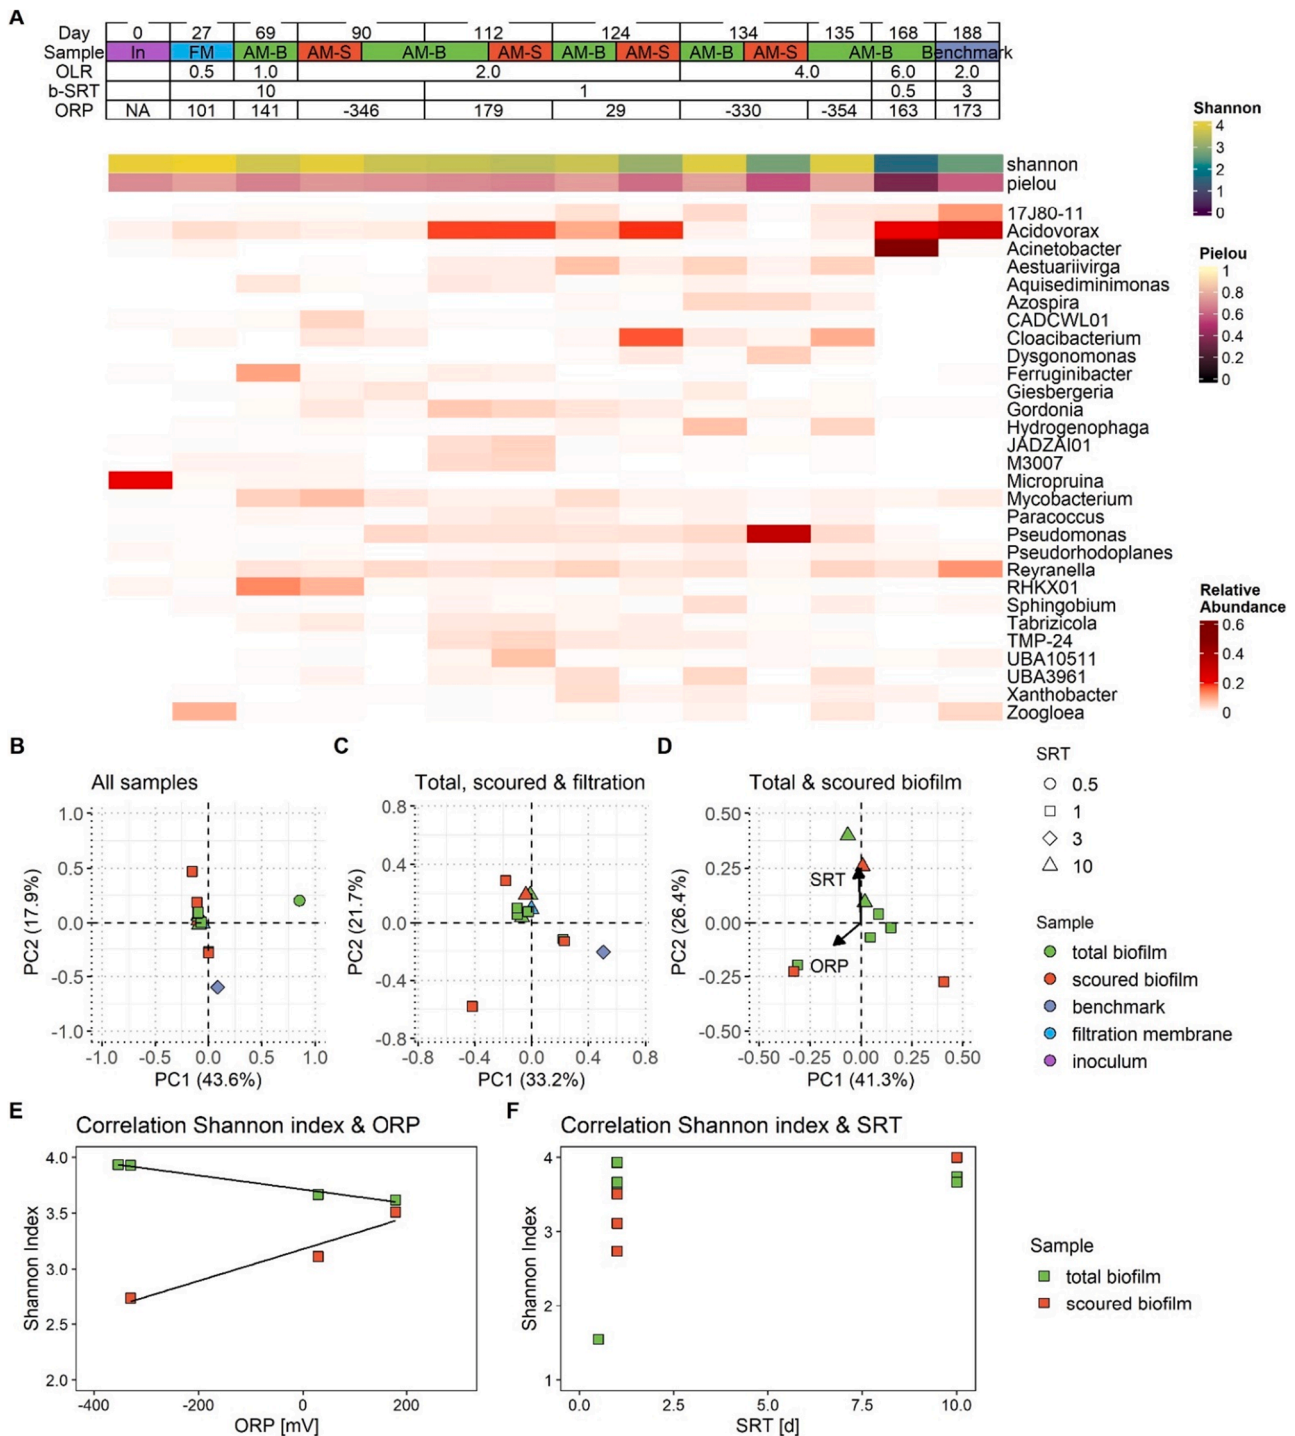 A
Day 0 27 69 90 112 124 134 135 168 188
Sample In FM AM-B AM-S AM-B AM-S AM-B AM-S AM-B AM-S AM-B Benchmark
OLR 0.5 1.0 2.0 4.0 6.0 2.0
b-SRT 10 1 0.5 3
ORP NA 101 141 -346 179 29 -330 -354 163 173
shannon
pielou
17J80-11
Acidovorax
Acinetobacter
Aestuariivirga
Aquisediminimonas
Azospira
CADCWL01
Cloacibacterium
Dysgonomonas
Ferruginibacter
Giesbergeria
Gordonia
Hydrogenophaga
JADZAI01
M3007
Micropruina
Mycobacterium
Paracoccus
Pseudomonas
Pseudorhodoplanes
Reyranella
RHKX01
Sphingobium
Tabrizicola
TMP-24
UBA10511
UBA3961
Xanthobacter
Zoogloea
Shannon
4
3
2
1
0
Pielou
1
0.8
0.6
0.4
0.2
0
Relative
Abundance
0.6
0.4
0.2
0
B
All samples
PC2 (17.9%)
1.0
0.5
0.0
-0.5
-1.0
-1.0 -0.5 0.0 0.5 1.0
PC1 (43.6%)
C
Total, scoured & filtration
PC2 (21.7%)
0.8
0.4
0.0
-0.4
-0.8
-0.8 -0.4 0.0 0.4 0.8
PC1 (33.2%)
D
Total & scoured biofilm
PC2 (26.4%)
0.50
0.25
0.00
-0.25
-0.50
SRT
ORP
-0.50 -0.25 0.00 0.25 0.50
PC1 (41.3%)
SRT
0.5
1
3
10
Sample
total biofilm
scoured biofilm
benchmark
filtration membrane
inoculum
E
Correlation Shannon index & ORP
Shannon Index
4.0
3.5
3.0
2.5
2.0
-400 -200 0 200
ORP [mV]
F
Correlation Shannon index & SRT
Shannon Index
4
3
2
1
0.0 2.5 5.0 7.5 10.0
SRT [d]
Sample
total biofilm
scoured biofilm